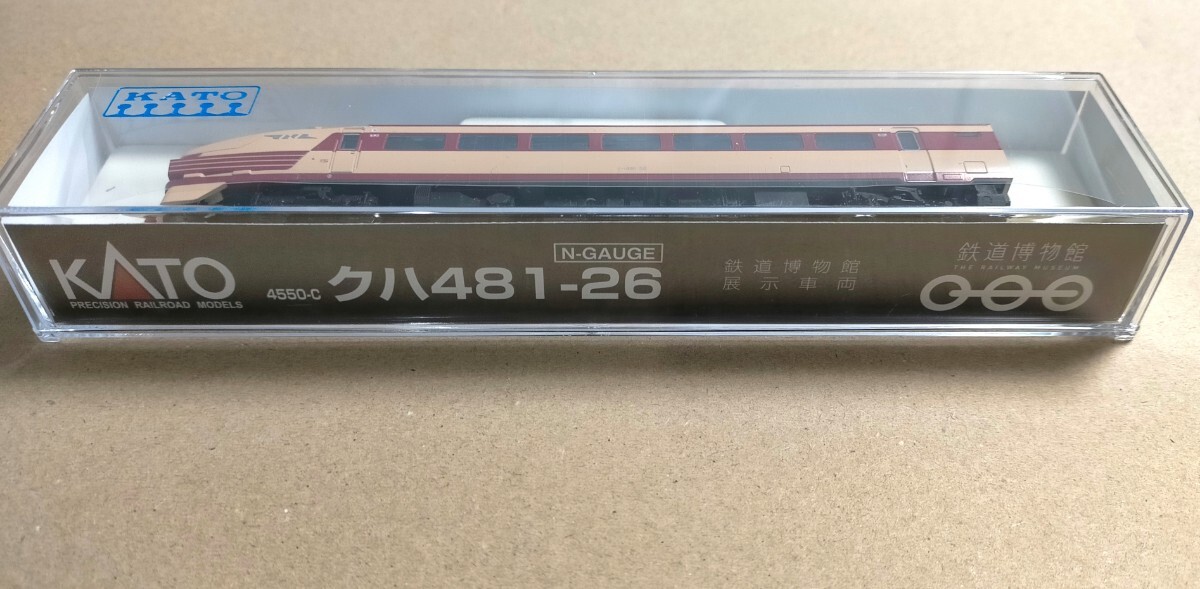 KATO
KATO
PRECISION RAILROAD MODELS
4550-C クハ481-26
N-GAUGE
鉄道博物館
展示車両
鉄道博物館
THE RAILWAY MUSEUM